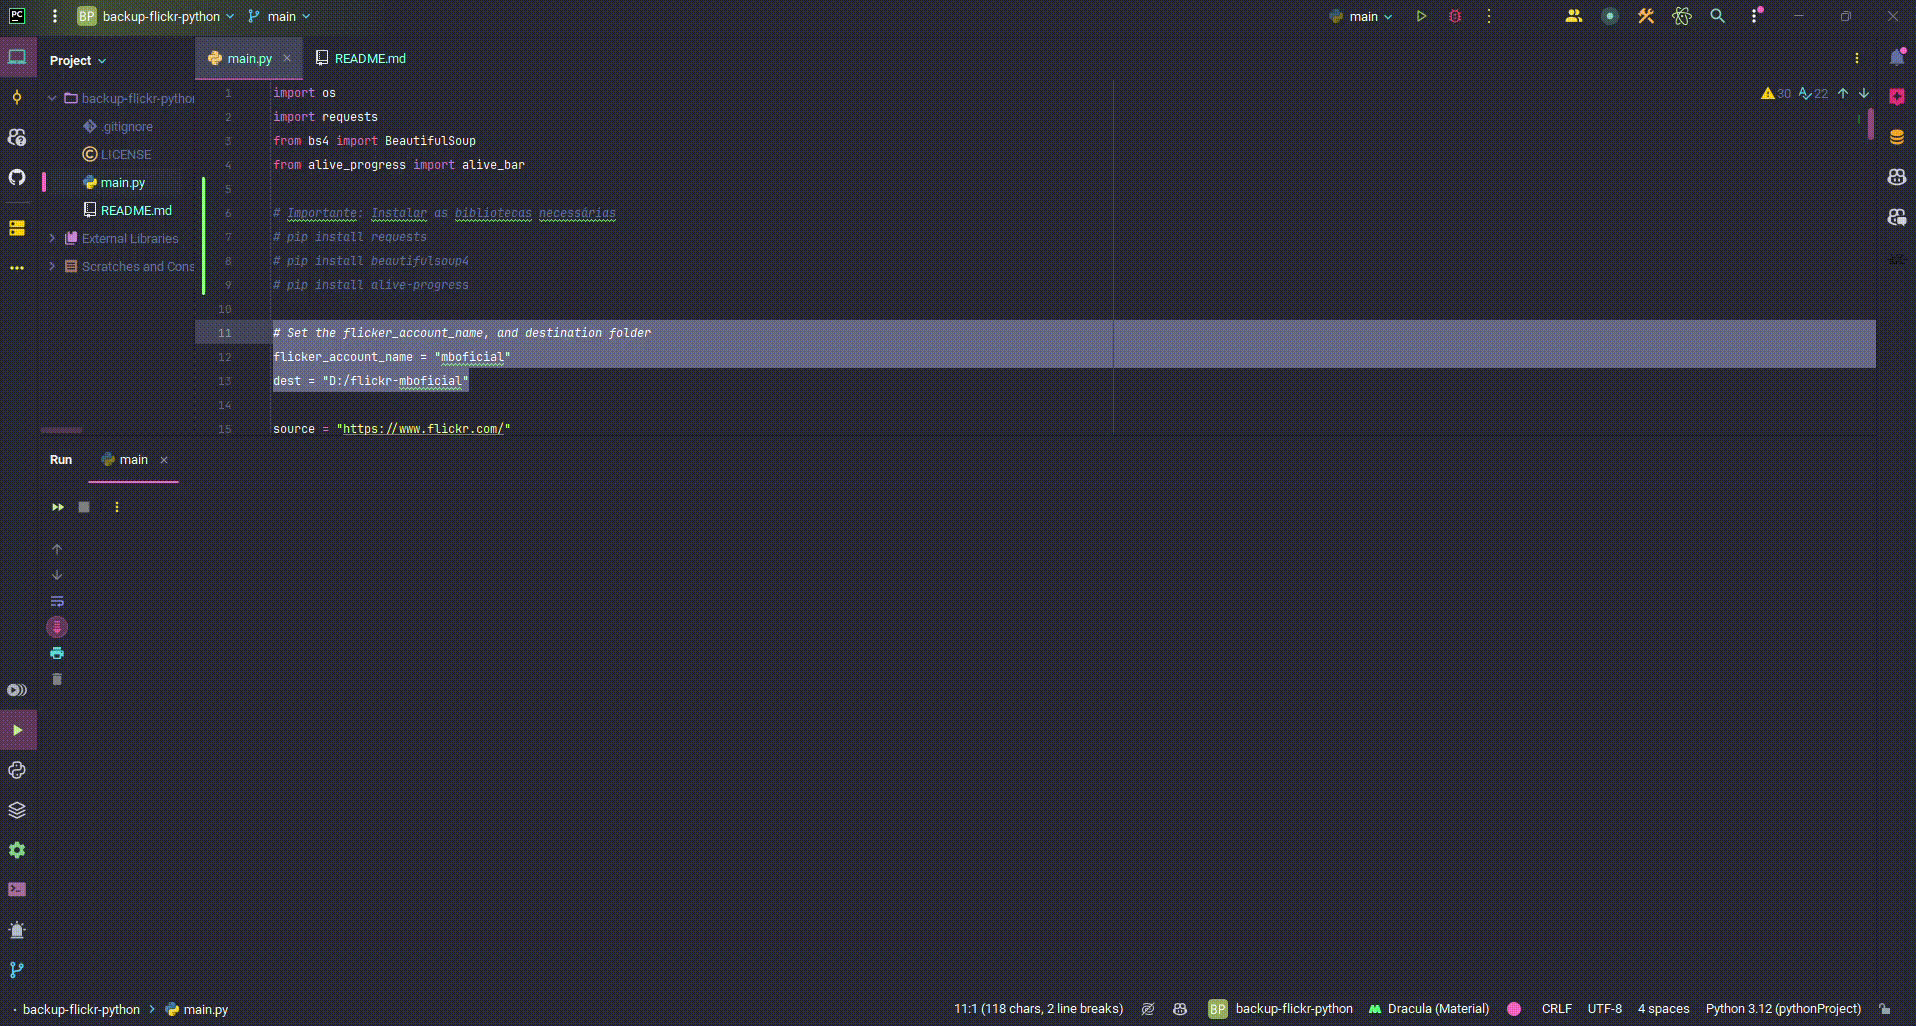 PC
BP backup-flickr-python main
main
Project
main.py
README.md
backup-flickr-python
.gitignore
LICENSE
main.py
README.md
External Libraries
Scratches and Cons
30 22
1 import os
2 import requests
3 from bs4 import BeautifulSoup
4 from alive_progress import alive_bar
5
6 # Importante: Instalar as bibliotecas necessárias
7 # pip install requests
8 # pip install beautifulsoup4
9 # pip install alive-progress
10
11 # Set the flicker_account_name, and destination folder
12 flicker_account_name = "mboficial"
13 dest = "D:/flickr-mboficial"
14
15 source = "https://www.flickr.com/"
Run main
backup-flickr-python > main.py
11:1 (118 chars, 2 line breaks) BP backup-flickr-python Dracula (Material) CRLF UTF-8 4 spaces Python 3.12 (pythonProject)